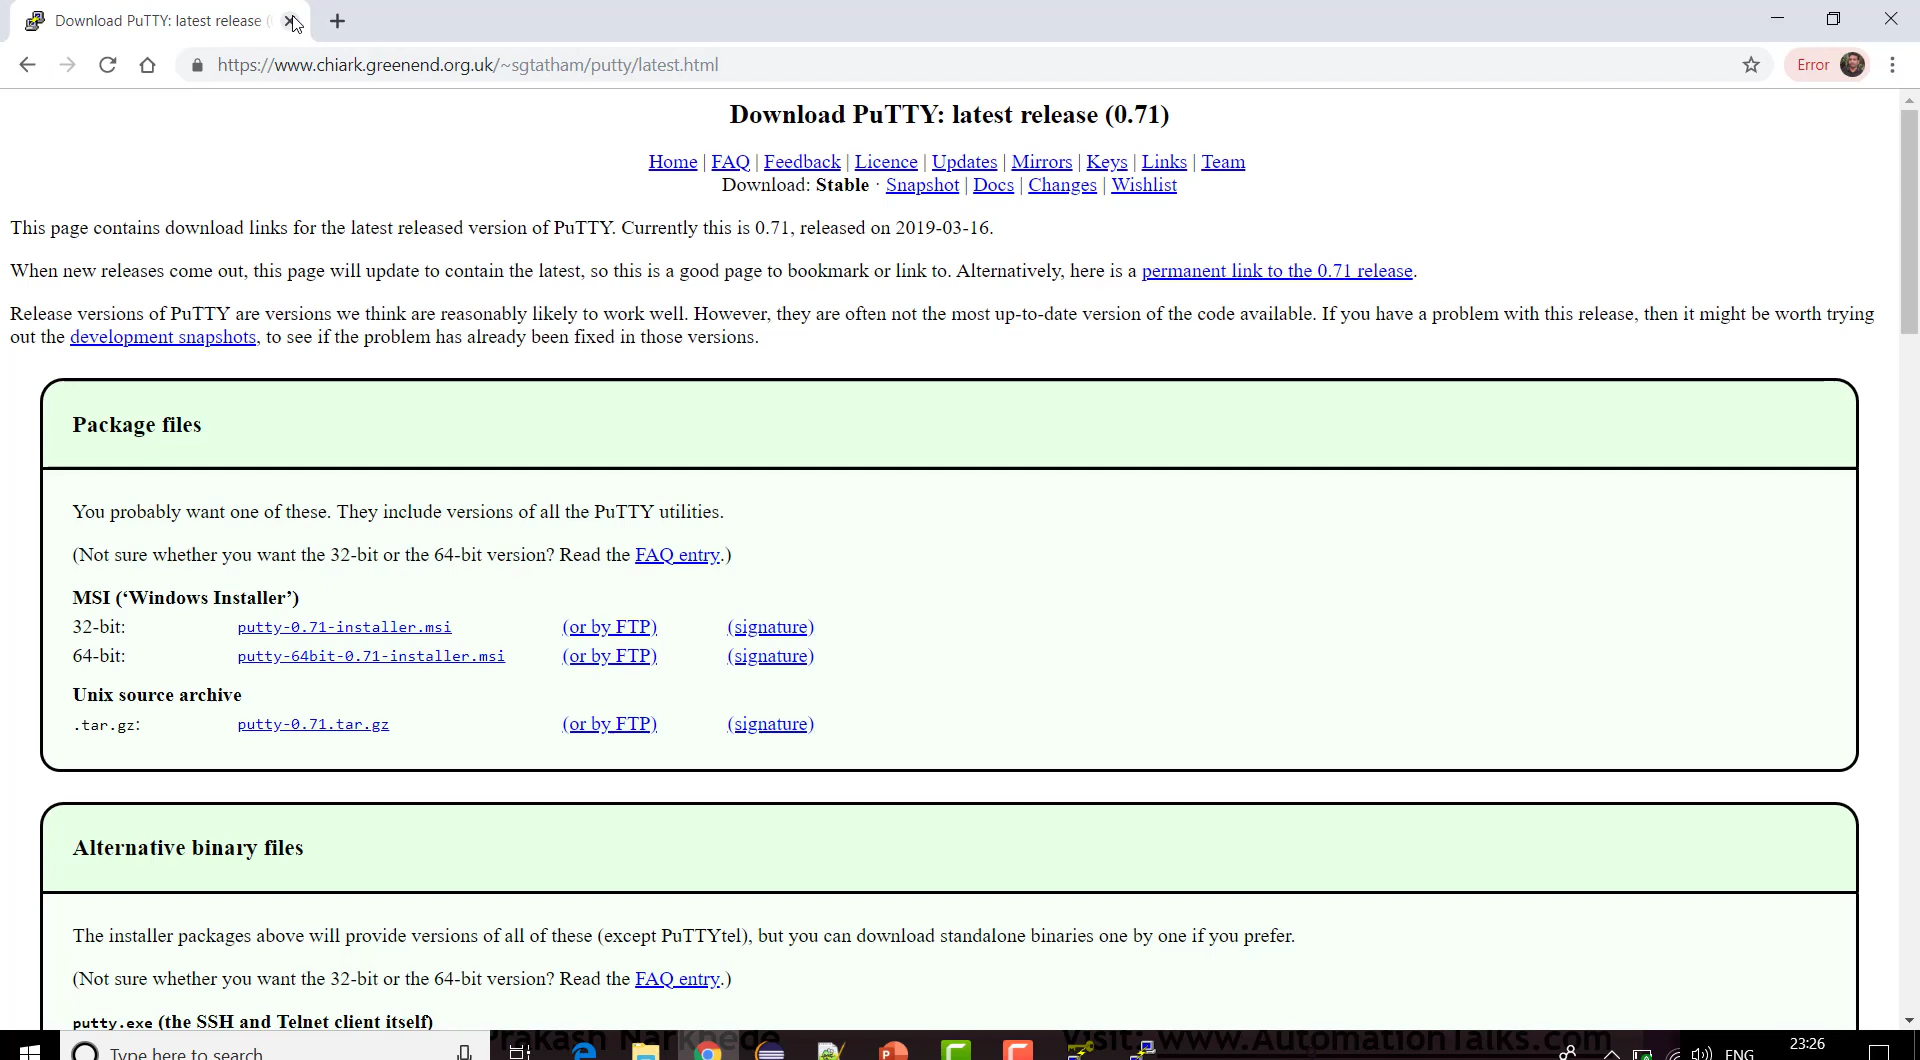 Download PuTTY: latest release (
https://www.chiark.greenend.org.uk/~sgtatham/putty/latest.html
Error
Download PuTTY: latest release (0.71)
Home | FAQ | Feedback | Licence | Updates | Mirrors | Keys | Links | Team
Download: Stable · Snapshot | Docs | Changes | Wishlist
This page contains download links for the latest released version of PuTTY. Currently this is 0.71, released on 2019-03-16.
When new releases come out, this page will update to contain the latest, so this is a good page to bookmark or link to. Alternatively, here is a permanent link to the 0.71 release.
Release versions of PuTTY are versions we think are reasonably likely to work well. However, they are often not the most up-to-date version of the code available. If you have a problem with this release, then it might be worth trying
out the development snapshots, to see if the problem has already been fixed in those versions.
Package files
You probably want one of these. They include versions of all the PuTTY utilities.
(Not sure whether you want the 32-bit or the 64-bit version? Read the FAQ entry.)
MSI (‘Windows Installer’)
32-bit: putty-0.71-installer.msi (or by FTP) (signature)
64-bit: putty-64bit-0.71-installer.msi (or by FTP) (signature)
Unix source archive
.tar.gz: putty-0.71.tar.gz (or by FTP) (signature)
Alternative binary files
The installer packages above will provide versions of all of these (except PuTTYtel), but you can download standalone binaries one by one if you prefer.
(Not sure whether you want the 32-bit or the 64-bit version? Read the FAQ entry.)
putty.exe (the SSH and Telnet client itself)
Prakash Narkhede Visit: www.AutomationTalks.com
Type here to search
ENG
23:26